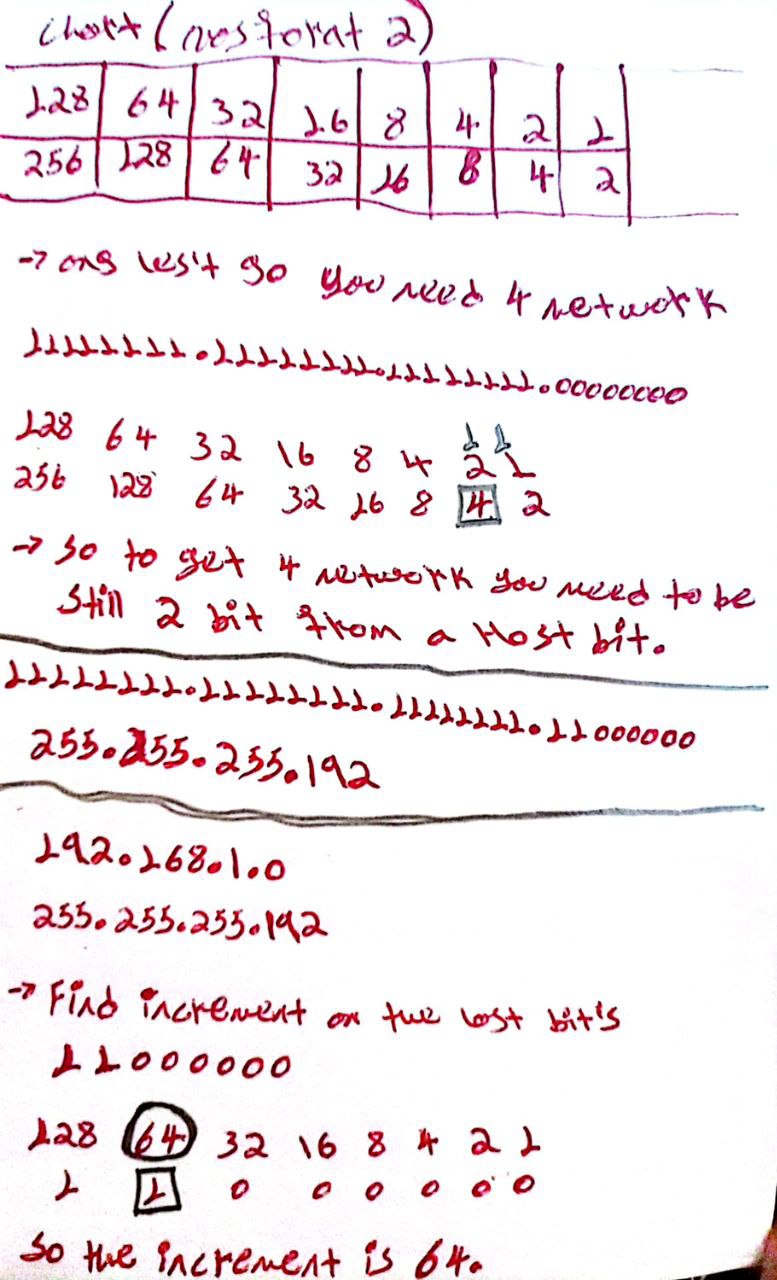 chart (nesforat 2)
128 64 32 16 8 4 2 1
256 128 64 32 16 8 4 2
→ ong les't go you need 4 network
11111111.11111111.11111111.00000000
1 1
128 64 32 16 8 4 2 1
256 128 64 32 16 8 4 2
→ so to get 4 network you need to be
still 2 bit from a Host bit.
11111111.11111111.11111111.11000000
255.255.255.192
192.168.1.0
255.255.255.192
→ Find increment on the last bit's
11000000
128 64 32 16 8 4 2 1
1 1 0 0 0 0 0 0
So the increment is 64.